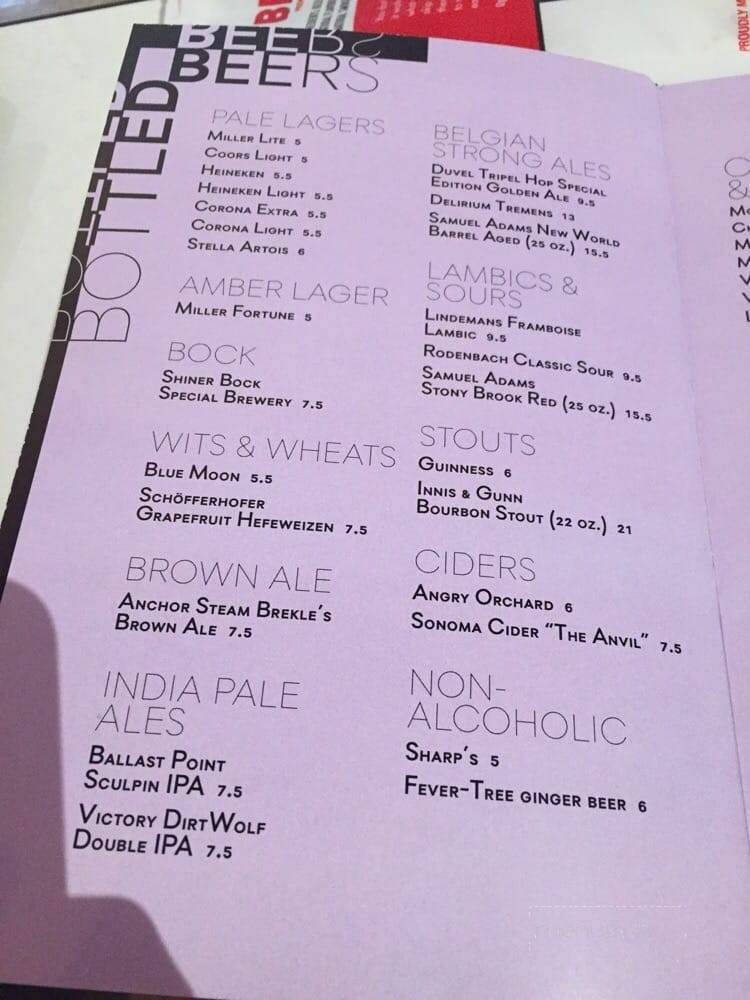 BEERS
BEERS
BOTTLED
PALE LAGERS
MILLER LITE 5
COORS LIGHT 5
HEINEKEN 5.5
HEINEKEN LIGHT 5.5
CORONA EXTRA 5.5
CORONA LIGHT 5.5
STELLA ARTOIS 6
AMBER LAGER
MILLER FORTUNE 5
BOCK
SHINER BOCK
SPECIAL BREWERY 7.5
WITS & WHEATS
BLUE MOON 5.5
SCHÖFFERHOFER
GRAPEFRUIT HEFEWEIZEN 7.5
BROWN ALE
ANCHOR STEAM BREKLE'S
BROWN ALE 7.5
INDIA PALE
ALES
BALLAST POINT
SCULPIN IPA 7.5
VICTORY DIRTWOLF
DOUBLE IPA 7.5
BELGIAN
STRONG ALES
DUVEL TRIPEL HOP SPECIAL
EDITION GOLDEN ALE 9.5
DELIRIUM TREMENS 13
SAMUEL ADAMS NEW WORLD
BARREL AGED (25 OZ.) 15.5
LAMBICS &
SOURS
LINDEMANS FRAMBOISE
LAMBIC 9.5
RODENBACH CLASSIC SOUR 9.5
SAMUEL ADAMS
STONY BROOK RED (25 OZ.) 15.5
STOUTS
GUINNESS 6
INNIS & GUNN
BOURBON STOUT (22 OZ.) 21
CIDERS
ANGRY ORCHARD 6
SONOMA CIDER "THE ANVIL" 7.5
NON-
ALCOHOLIC
SHARP'S 5
FEVER-TREE GINGER BEER 6
PROUDLY